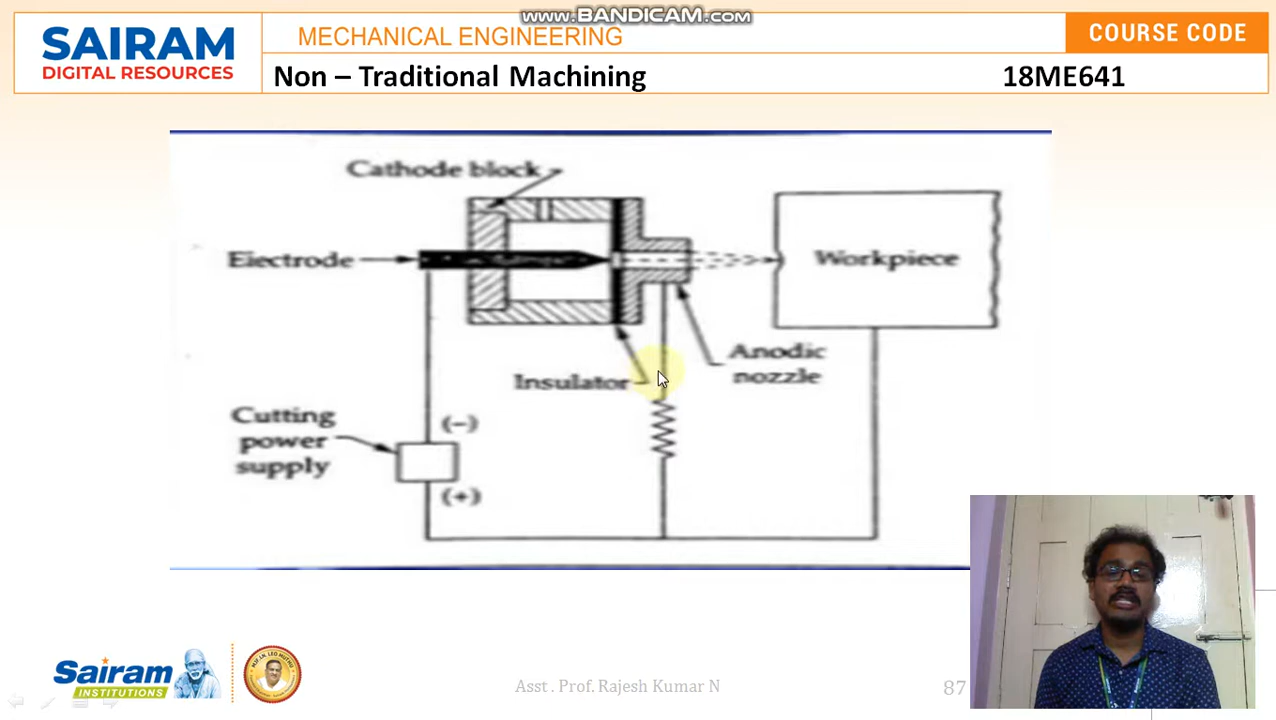 www.BANDICAM.com
SAIRAM
DIGITAL RESOURCES
MECHANICAL ENGINEERING
COURSE CODE
Non – Traditional Machining
18ME641
Cathode block
Electrode
Workpiece
Anodic
nozzle
Insulator
Cutting
power
supply
(−)
(+)
Sairam
INSTITUTIONS
Asst . Prof. Rajesh Kumar N
87